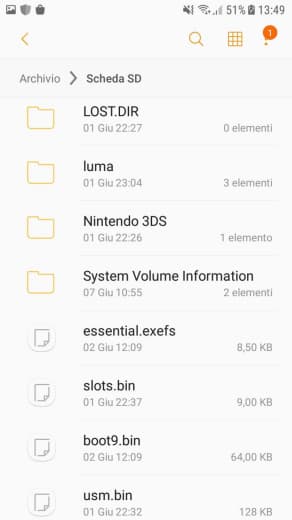 51% 13:49
1
Archivio > Scheda SD
LOST.DIR
01 Giu 22:27 0 elementi
luma
01 Giu 23:04 3 elementi
Nintendo 3DS
01 Giu 22:26 1 elemento
System Volume Information
07 Giu 10:55 2 elementi
essential.exefs
02 Giu 12:09 8,50 KB
slots.bin
01 Giu 22:37 9,00 KB
boot9.bin
02 Giu 12:09 64,00 KB
usm.bin
01 Giu 22:32 128 KB